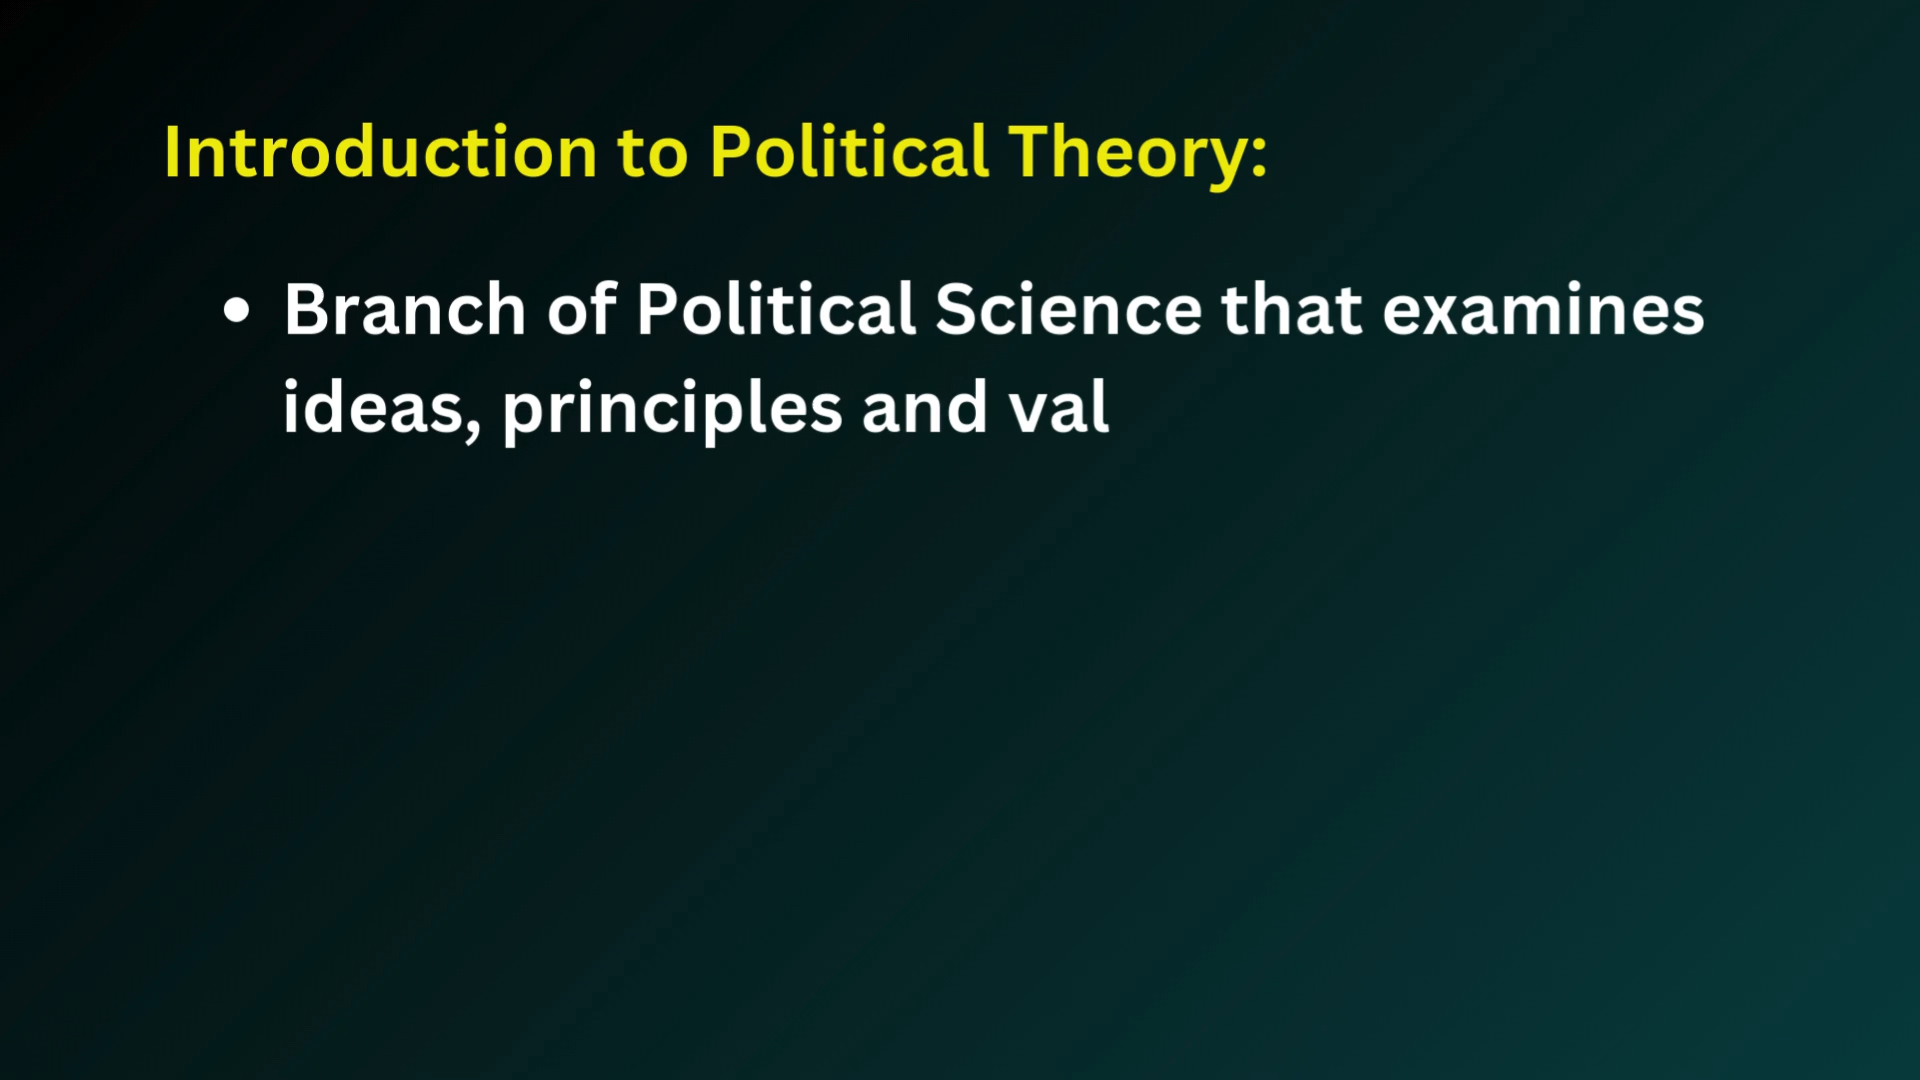 Introduction to Political Theory:
• Branch of Political Science that examines
ideas, principles and val